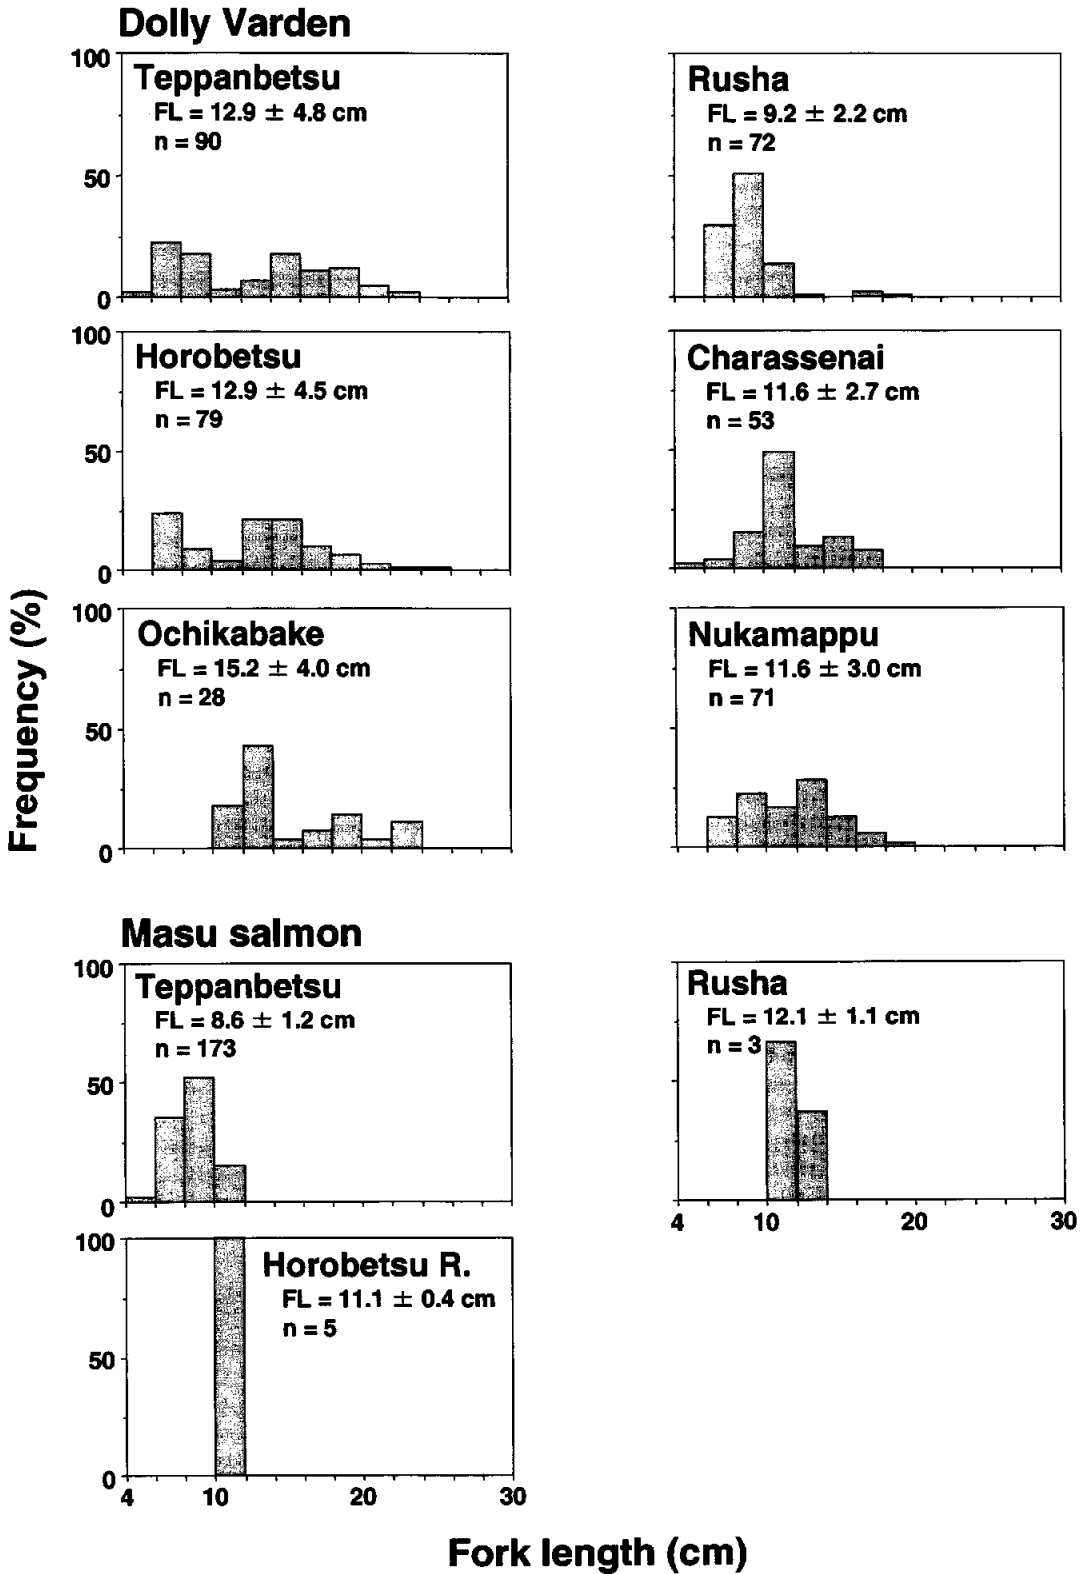 Dolly Varden
100
50
0
Teppanbetsu
FL = 12.9 ± 4.8 cm
n = 90
Rusha
FL = 9.2 ± 2.2 cm
n = 72
100
50
0
Horobetsu
FL = 12.9 ± 4.5 cm
n = 79
Charassenai
FL = 11.6 ± 2.7 cm
n = 53
100
50
0
Ochikabake
FL = 15.2 ± 4.0 cm
n = 28
Nukamappu
FL = 11.6 ± 3.0 cm
n = 71
Frequency (%)
Masu salmon
100
50
0
Teppanbetsu
FL = 8.6 ± 1.2 cm
n = 173
Rusha
FL = 12.1 ± 1.1 cm
n = 3
4 10 20 30
100
50
0
Horobetsu R.
FL = 11.1 ± 0.4 cm
n = 5
4 10 20 30
Fork length (cm)